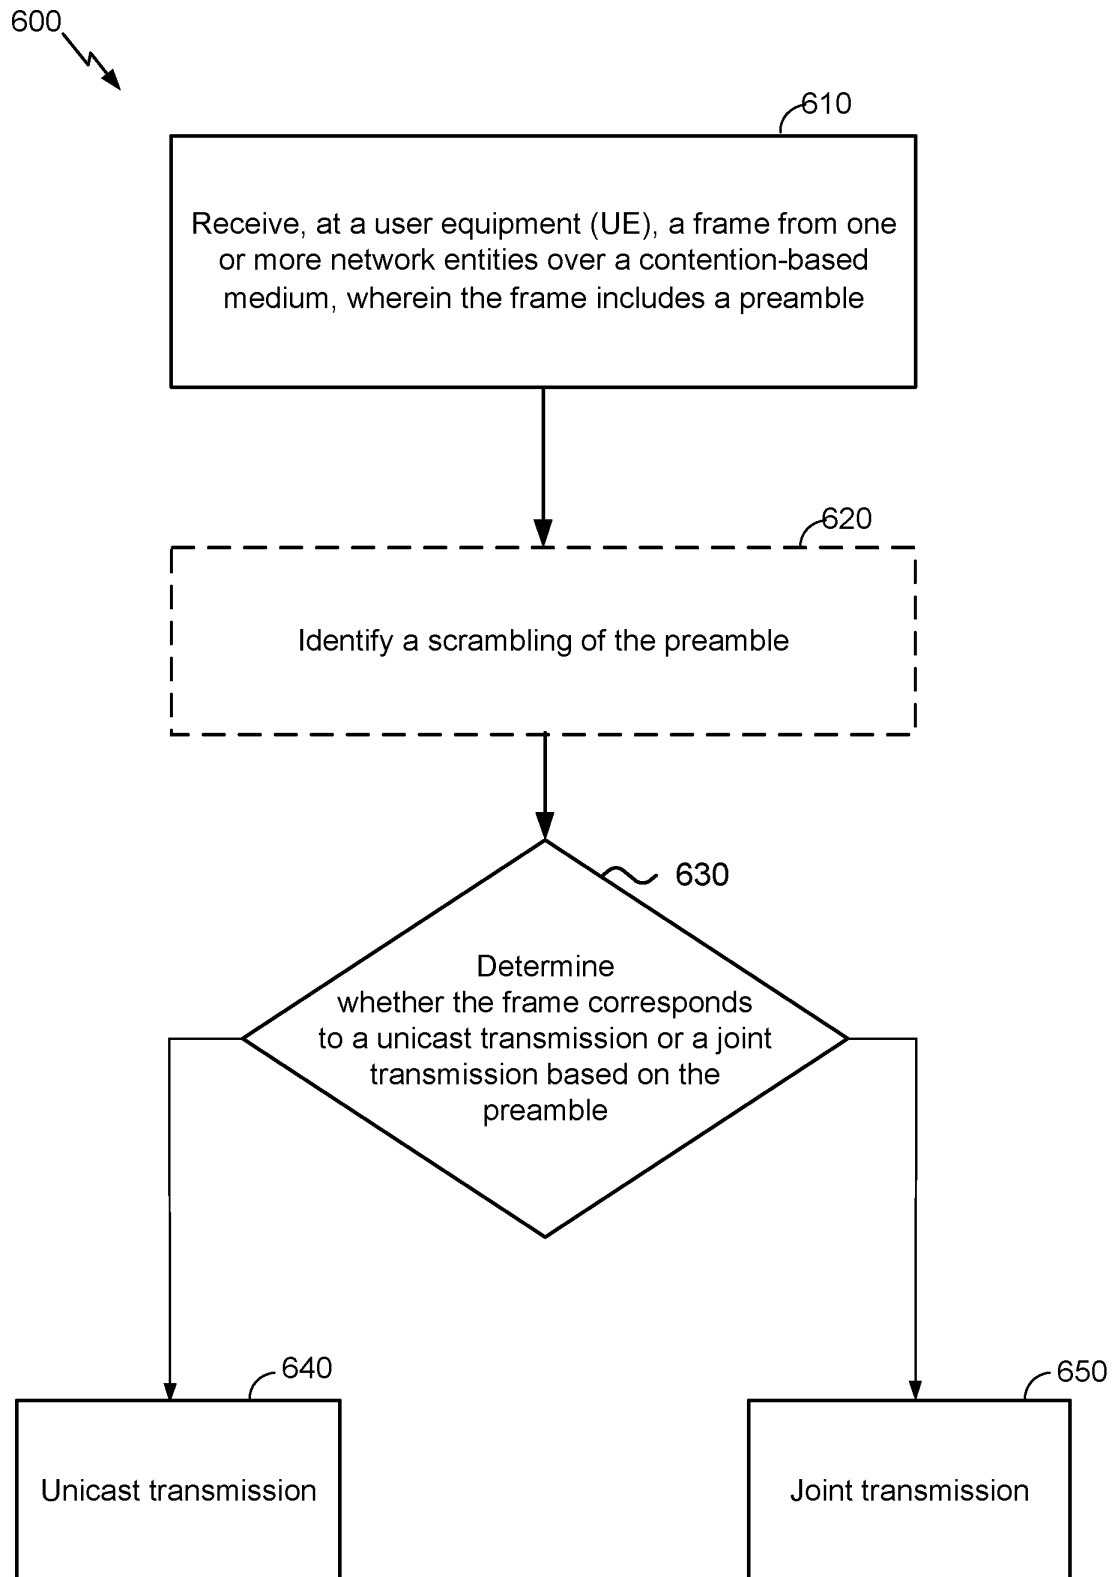 600
610
Receive, at a user equipment (UE), a frame from one
or more network entities over a contention-based
medium, wherein the frame includes a preamble
620
Identify a scrambling of the preamble
630
Determine
whether the frame corresponds
to a unicast transmission or a joint
transmission based on the
preamble
640
Unicast transmission
650
Joint transmission